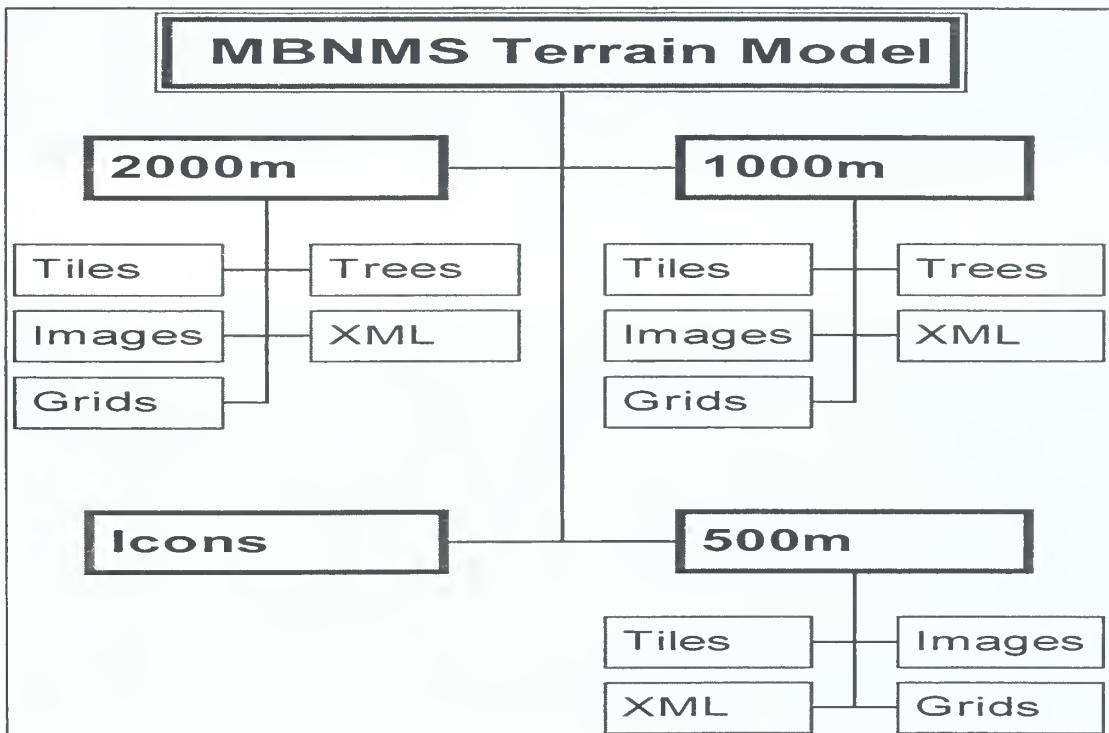 MBNMS Terrain Model
2000m
1000m
Tiles
Trees
Images
XML
Grids
Tiles
Trees
Images
XML
Grids
Icons
500m
Tiles
Images
XML
Grids